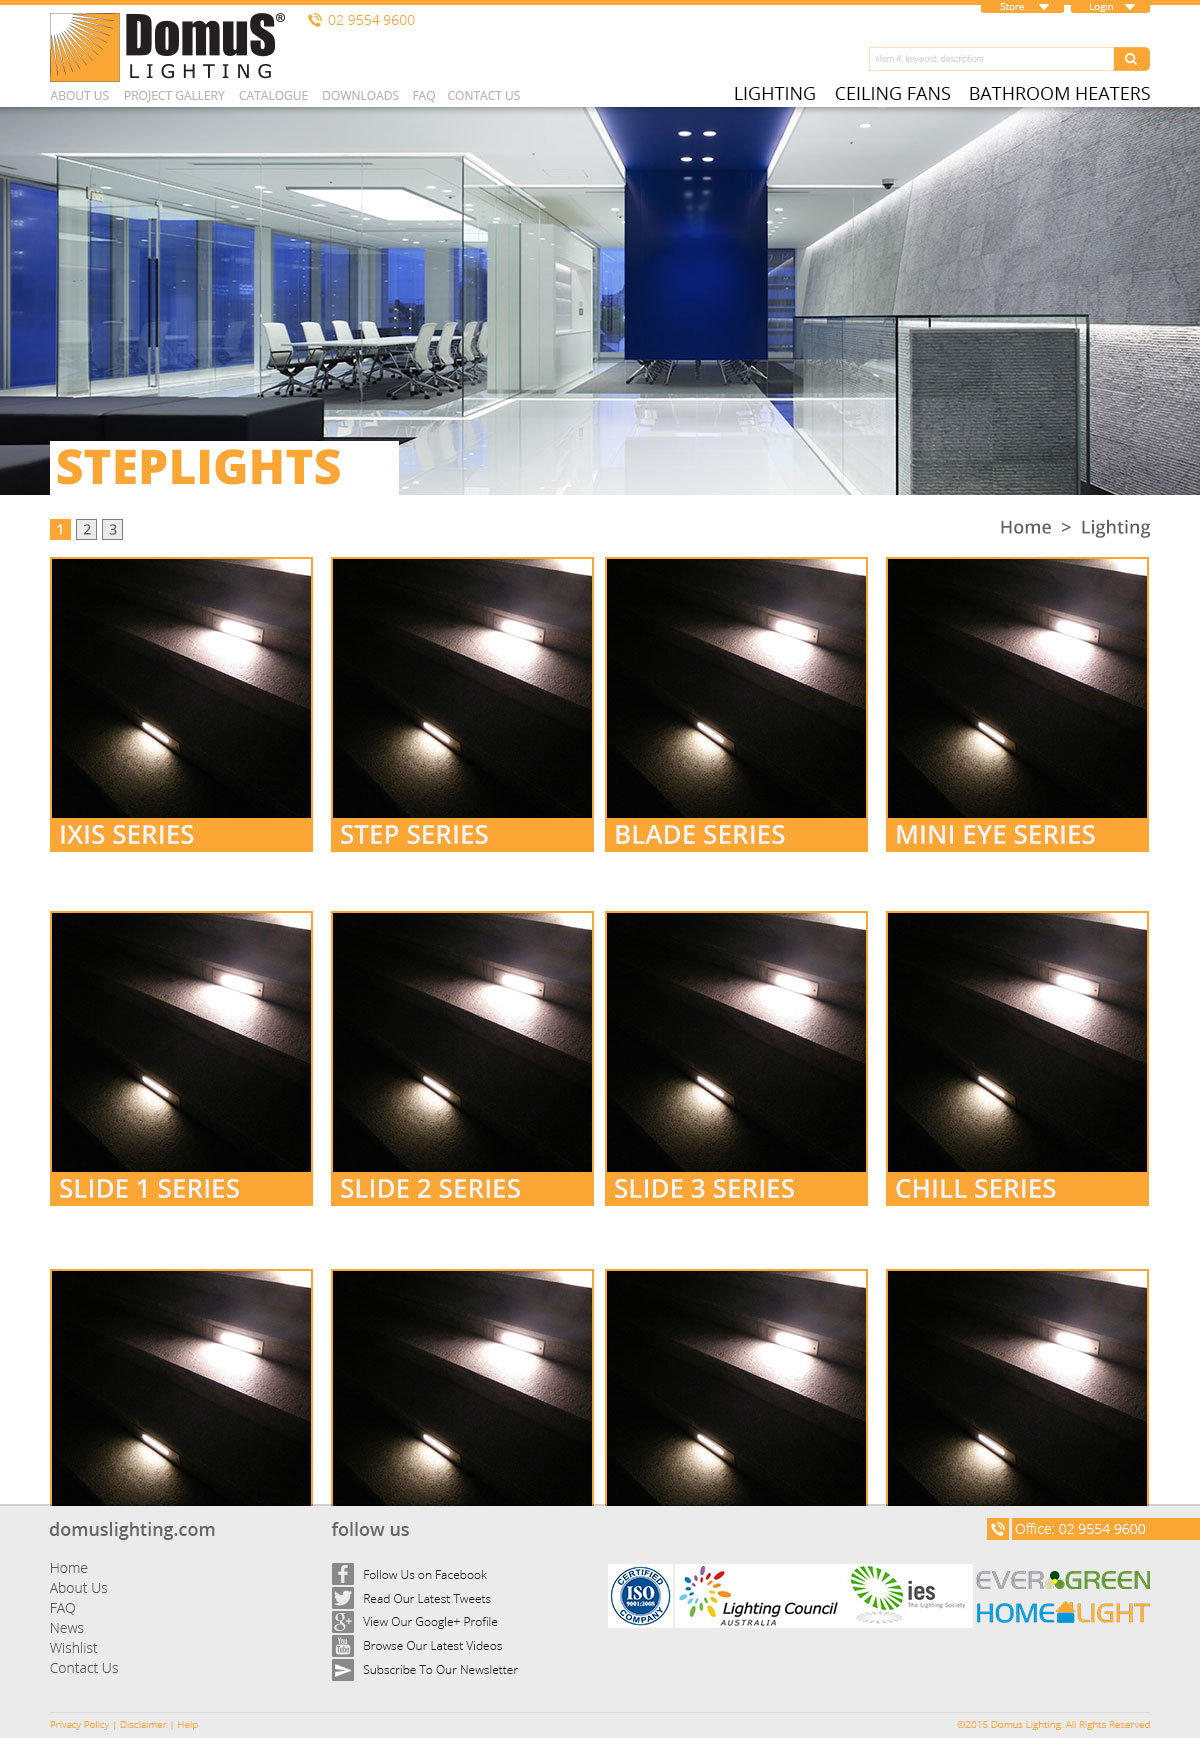 Store
Login
DomuS®
LIGHTING
02 9554 9600
(item #, keyword, description)
ABOUT US PROJECT GALLERY CATALOGUE DOWNLOADS FAQ CONTACT US
LIGHTING CEILING FANS BATHROOM HEATERS
STEPLIGHTS
1 2 3
Home > Lighting
IXIS SERIES
STEP SERIES
BLADE SERIES
MINI EYE SERIES
SLIDE 1 SERIES
SLIDE 2 SERIES
SLIDE 3 SERIES
CHILL SERIES
domuslighting.com
Home
About Us
FAQ
News
Wishlist
Contact Us
follow us
Follow Us on Facebook
Read Our Latest Tweets
View Our Google+ Profile
You
Tube
Browse Our Latest Videos
Subscribe To Our Newsletter
Office: 02 9554 9600
CERTIFIED
ISO
9001:2008
COMPANY
Lighting Council
AUSTRALIA
ies
The Lighting Society
EVERGREEN
HOMELIGHT
Privacy Policy | Disclaimer | Help
©2015 Domus Lighting. All Rights Reserved